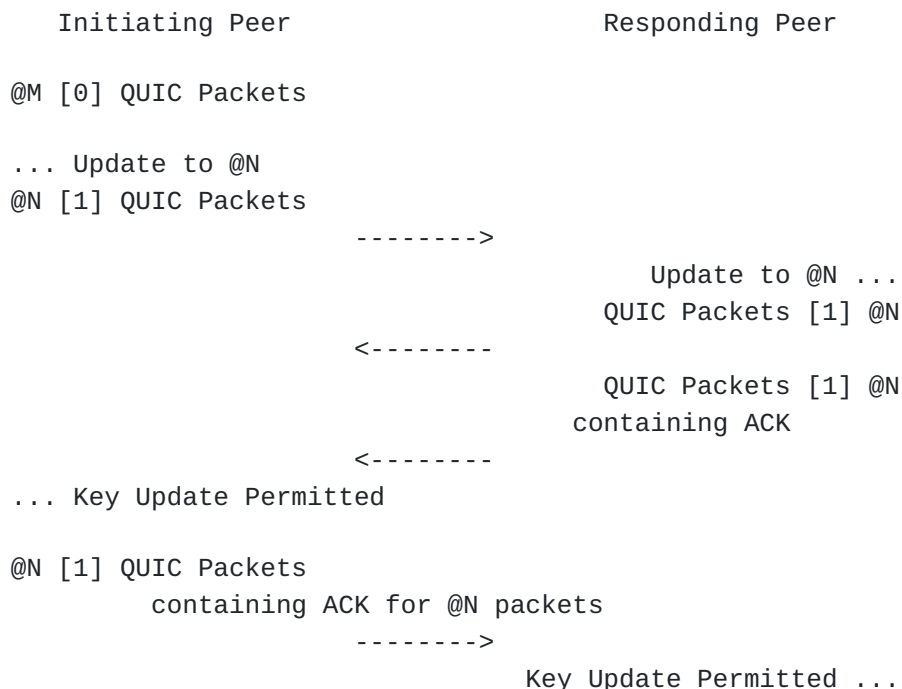 Initiating Peer                    Responding Peer
@M [0] QUIC Packets
... Update to @N
@N [1] QUIC Packets
-------->
Update to @N ...
QUIC Packets [1] @N
<--------
QUIC Packets [1] @N
containing ACK
<--------
... Key Update Permitted
@N [1] QUIC Packets
containing ACK for @N packets
-------->
Key Update Permitted ...